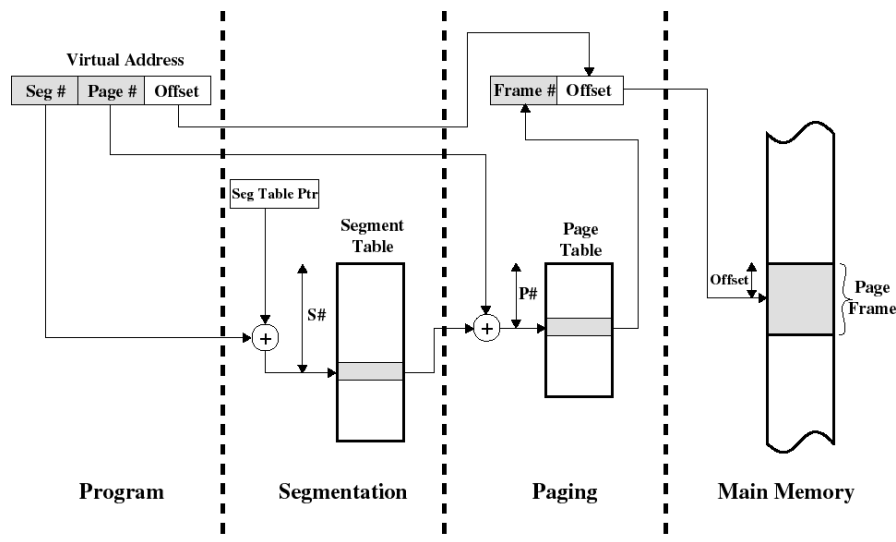 Virtual Address
Seg # Page # Offset
Frame # Offset
Seg Table Ptr
Segment
Table
Page
Table
S#
P#
+
+
Offset
Page
Frame
Program
Segmentation
Paging
Main Memory